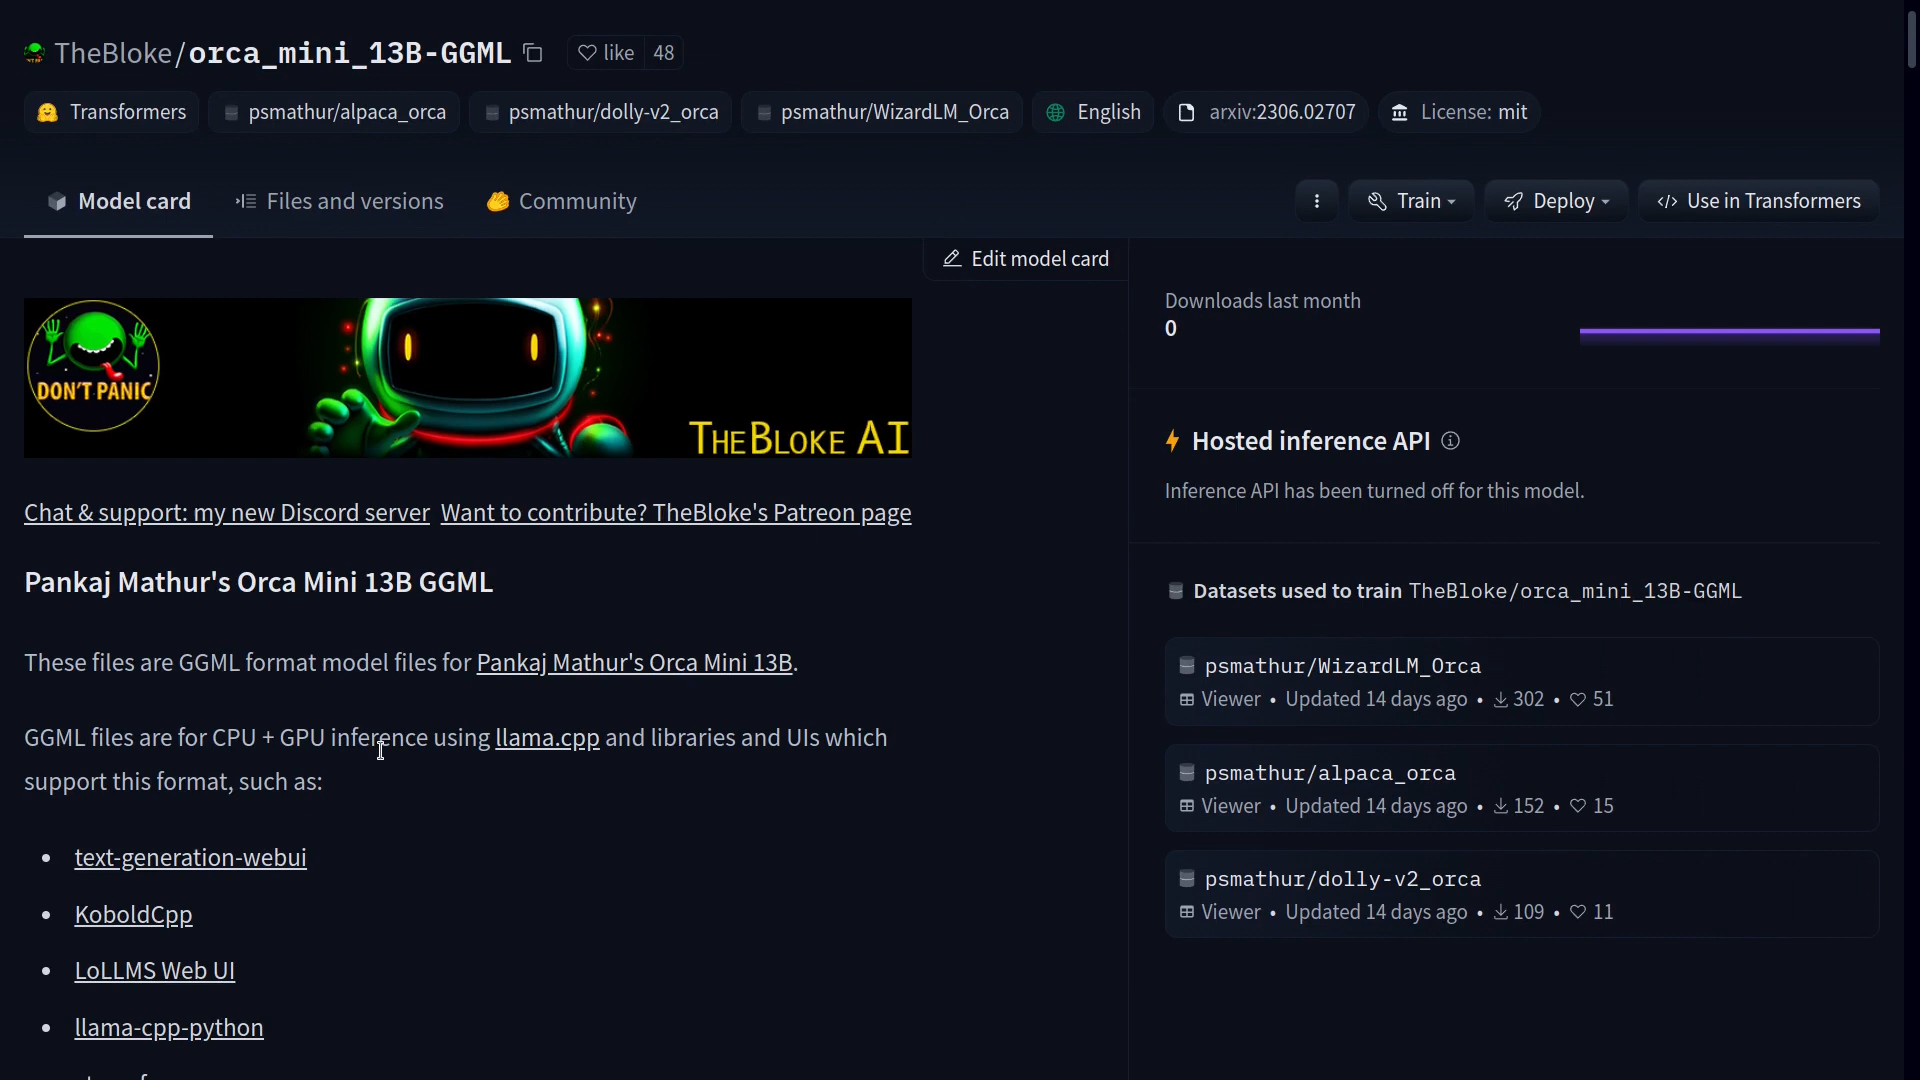 TheBloke/orca_mini_13B-GGML like 48
Transformers psmathur/alpaca_orca psmathur/dolly-v2_orca psmathur/WizardLM_Orca English arxiv:2306.02707 License: mit
Model card Files and versions Community Train Deploy </> Use in Transformers
Edit model card
DON'T PANIC
THEBLOKE AI
Chat & support: my new Discord server Want to contribute? TheBloke's Patreon page
Pankaj Mathur's Orca Mini 13B GGML
These files are GGML format model files for Pankaj Mathur's Orca Mini 13B.
GGML files are for CPU + GPU inference using llama.cpp and libraries and UIs which
support this format, such as:
• text-generation-webui
• KoboldCpp
• LoLLMS Web UI
• llama-cpp-python
Downloads last month
0
Hosted inference API
Inference API has been turned off for this model.
Datasets used to train TheBloke/orca_mini_13B-GGML
psmathur/WizardLM_Orca
Viewer • Updated 14 days ago • 302 • 51
psmathur/alpaca_orca
Viewer • Updated 14 days ago • 152 • 15
psmathur/dolly-v2_orca
Viewer • Updated 14 days ago • 109 • 11